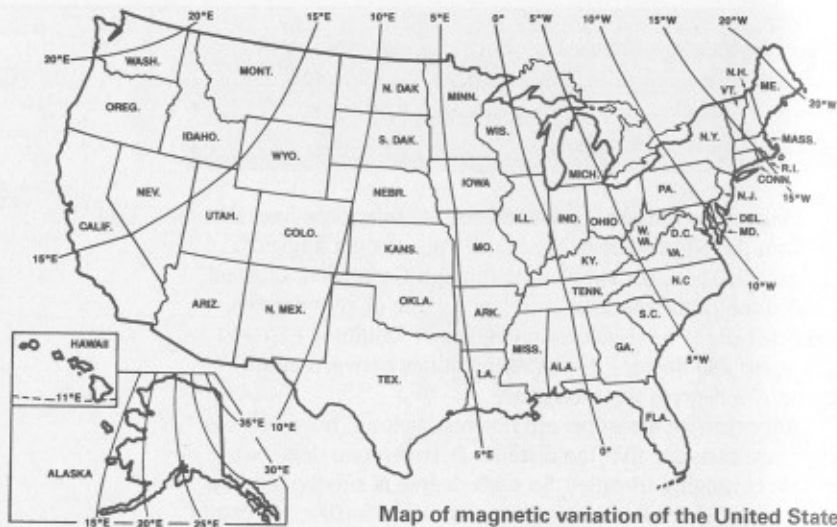 20°E 15°E 10°E 5°E 0° 5°W 10°W 15°W 20°W
20°E
WASH.
MONT.
N. DAK
MINN.
N.H.
VT.
ME.
20°W
OREG.
IDAHO.
S. DAK.
WIS.
N.Y.
MASS.
R.I.
CONN.
15°W
WYO.
MICH.
NEV.
NEBR.
IOWA
PA.
N.J.
UTAH.
COLO.
ILL.
IND.
OHIO
W.
VA.
D.C.
DEL.
MD.
CALIF.
KANS.
MO.
KY.
VA.
15°E
10°W
ARIZ.
N. MEX.
OKLA.
ARK.
TENN.
N.C
S.C.
5°W
HAWAII
11°E
TEX.
LA.
MISS.
ALA.
GA.
FLA.
35°E
10°E
5°E
0°
ALASKA
30°E
15°E 20°E 25°E
Map of magnetic variation of the United State